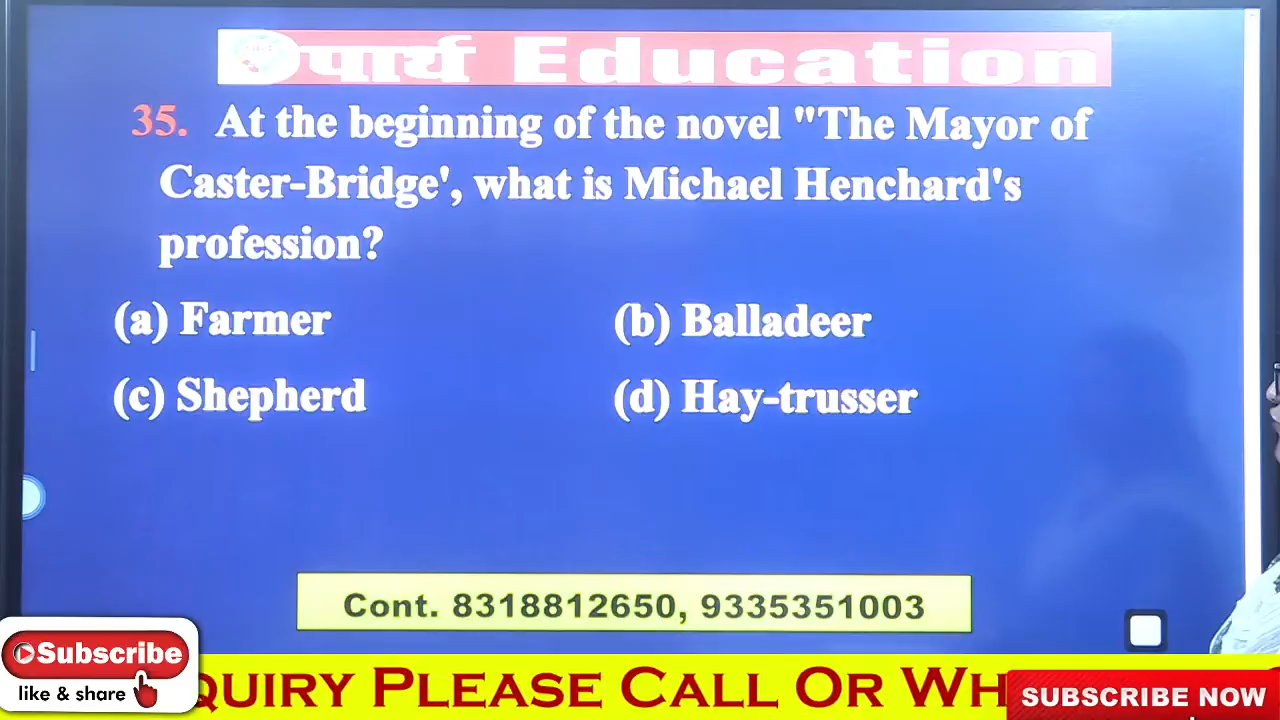 पार्य Education
35. At the beginning of the novel "The Mayor of
Caster-Bridge', what is Michael Henchard's
profession?
(a) Farmer
(b) Balladeer
(c) Shepherd
(d) Hay-trusser
Cont. 8318812650, 9335351003
Subscribe
like & share
QUIRY PLEASE CALL OR WH
SUBSCRIBE NOW